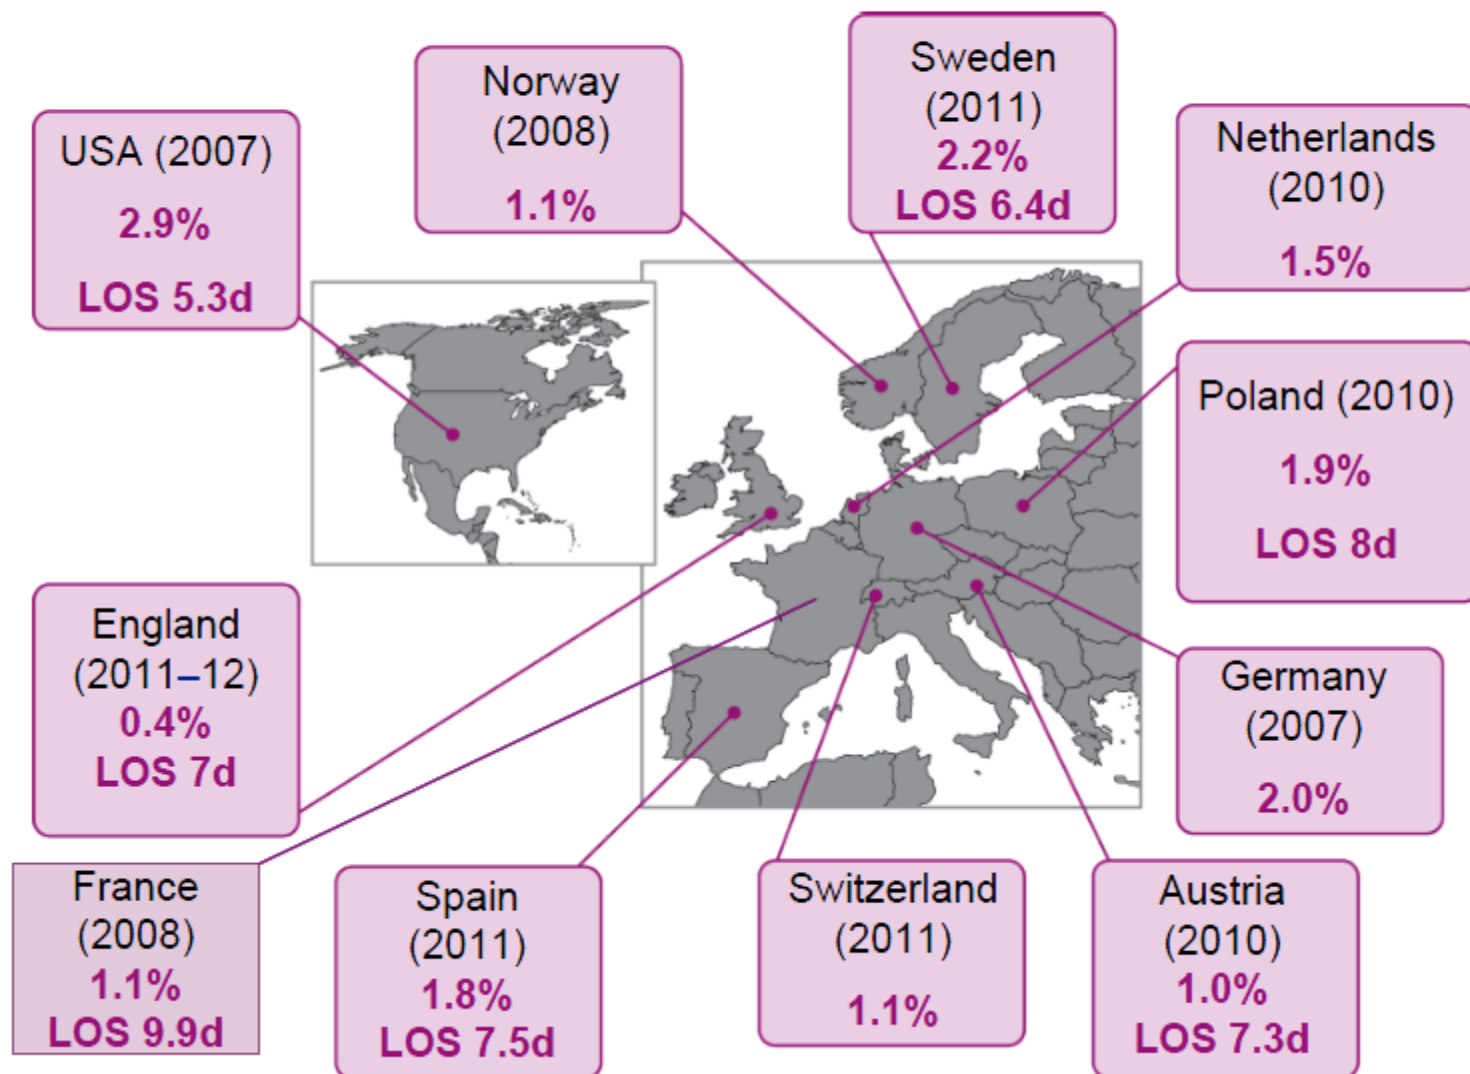 Norway
(2008)
1.1%
Sweden
(2011)
2.2%
LOS 6.4d
USA (2007)
2.9%
LOS 5.3d
Netherlands
(2010)
1.5%
Poland (2010)
1.9%
LOS 8d
England
(2011–12)
0.4%
LOS 7d
Germany
(2007)
2.0%
France
(2008)
1.1%
LOS 9.9d
Spain
(2011)
1.8%
LOS 7.5d
Switzerland
(2011)
1.1%
Austria
(2010)
1.0%
LOS 7.3d